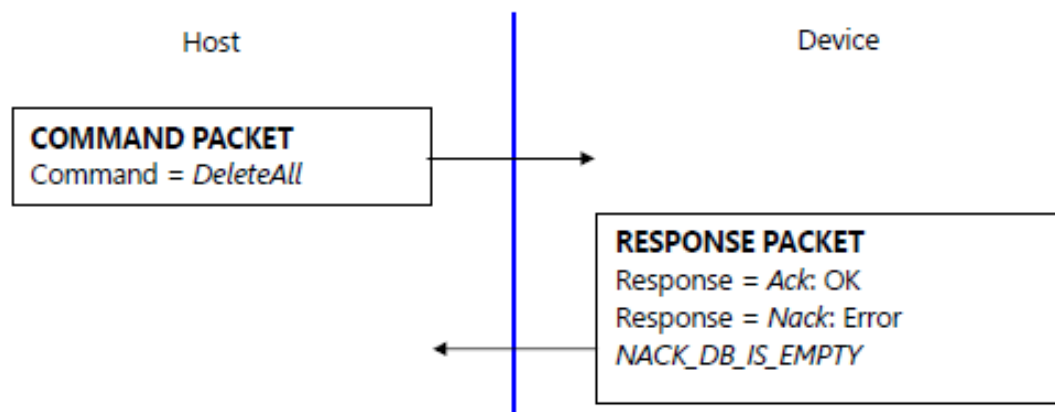 Host
Device
COMMAND PACKET
Command = DeleteAll
RESPONSE PACKET
Response = Ack: OK
Response = Nack: Error
NACK_DB_IS_EMPTY